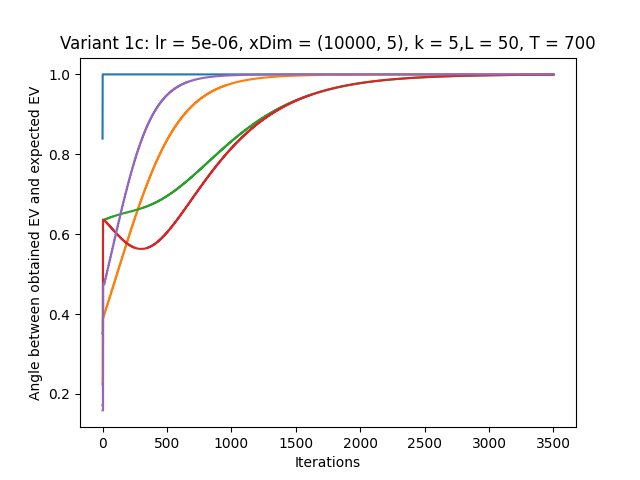 Variant 1c: lr = 5e-06, xDim = (10000, 5), k = 5,L = 50, T = 700
Angle between obtained EV and expected EV
1.0
0.8
0.6
0.4
0.2
0 500 1000 1500 2000 2500 3000 3500
Iterations